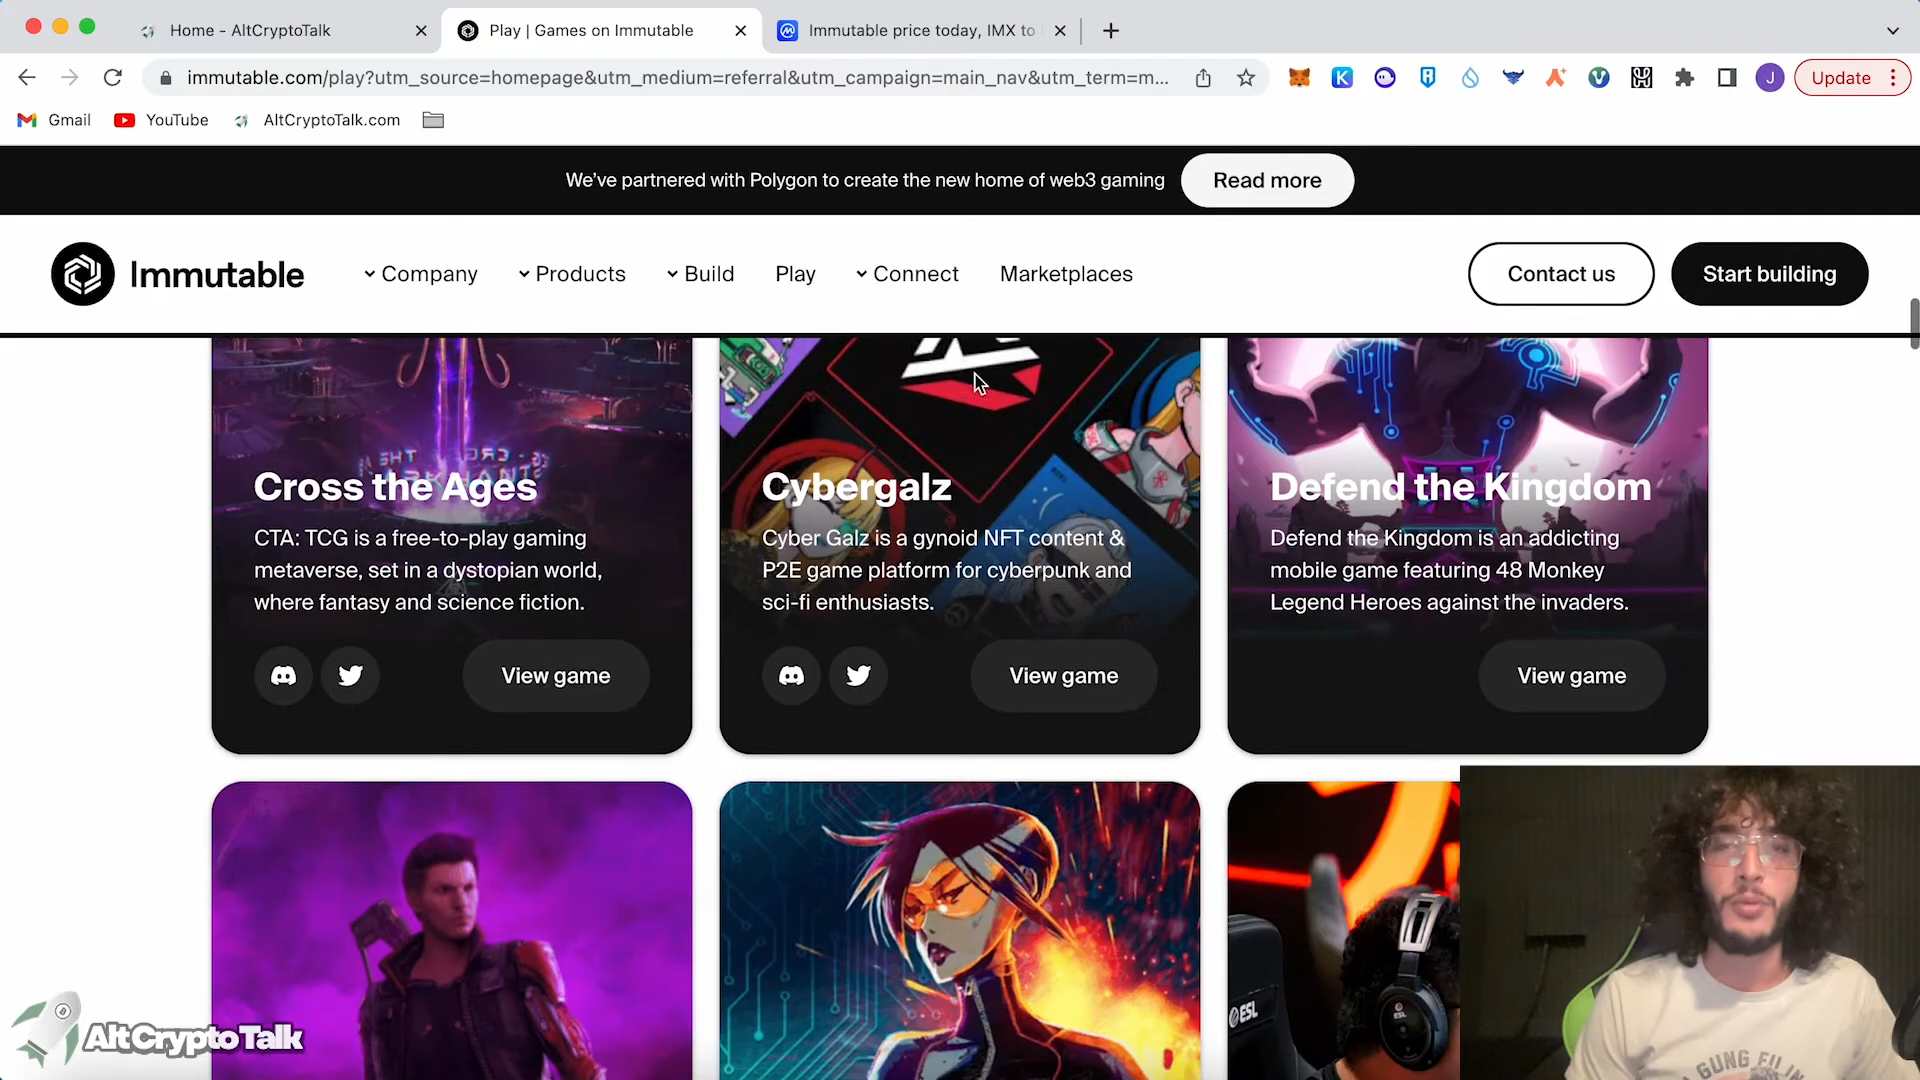 Home - AltCryptoTalk
Play | Games on Immutable
Immutable price today, IMX to
immutable.com/play?utm_source=homepage&utm_medium=referral&utm_campaign=main_nav&utm_term=m...
J
Update
Gmail
YouTube
AltCryptoTalk.com
We've partnered with Polygon to create the new home of web3 gaming
Read more
Immutable
Company
Products
Build
Play
Connect
Marketplaces
Contact us
Start building
Cross the Ages
CTA: TCG is a free-to-play gaming
metaverse, set in a dystopian world,
where fantasy and science fiction.
View game
Cybergalz
Cyber Galz is a gynoid NFT content &
P2E game platform for cyberpunk and
sci-fi enthusiasts.
View game
Defend the Kingdom
Defend the Kingdom is an addicting
mobile game featuring 48 Monkey
Legend Heroes against the invaders.
View game
ESL
ESL
AltCryptoTalk
GUNG FU IN